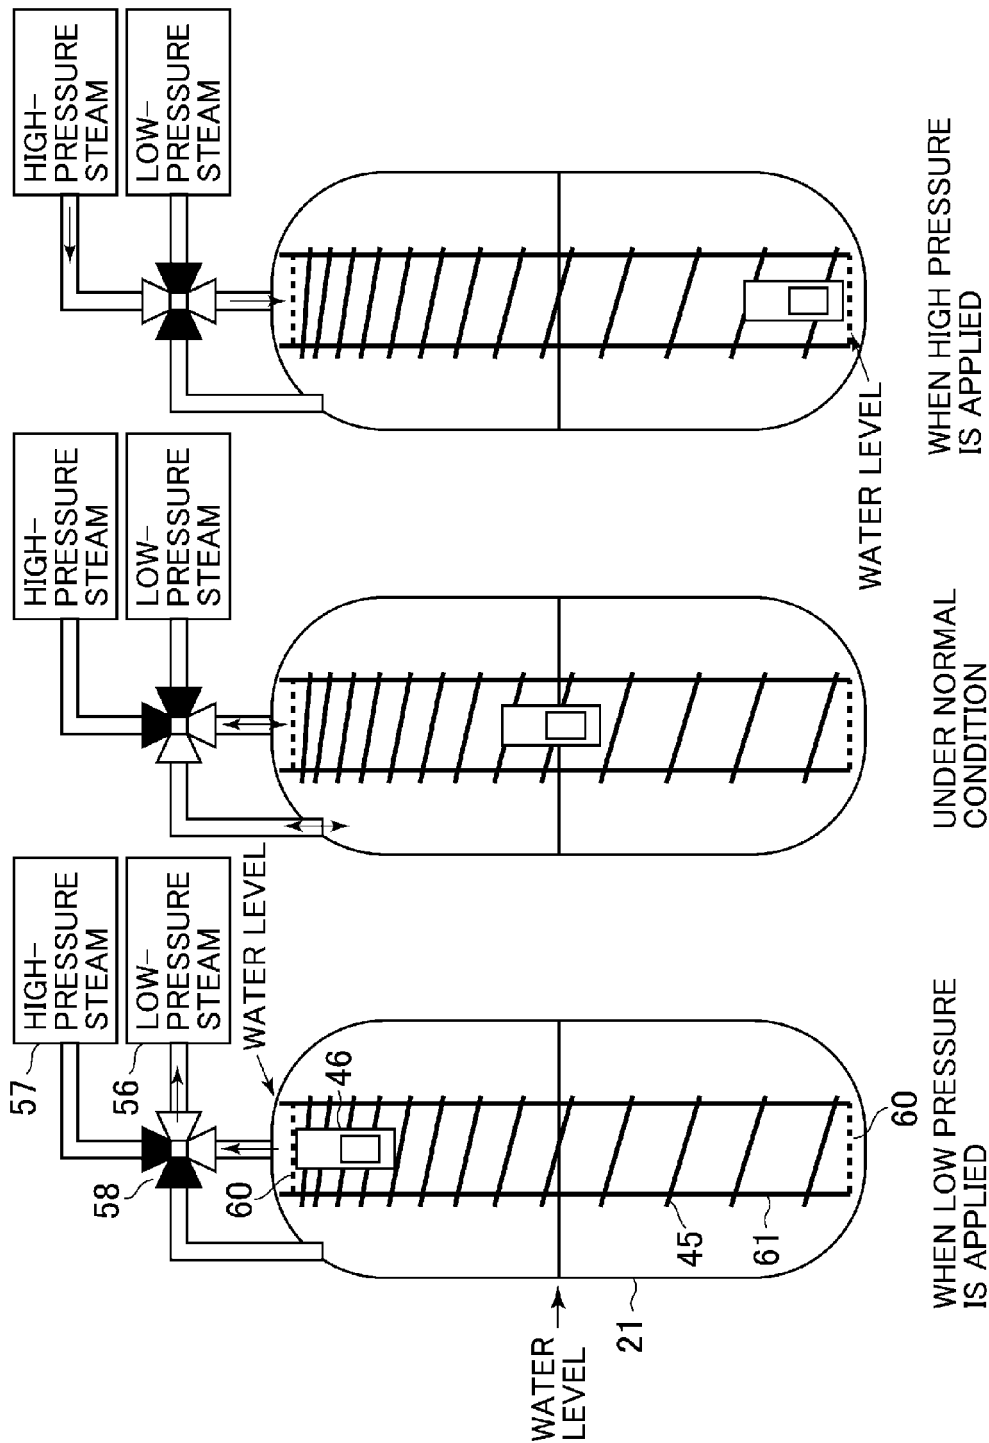 HIGH-
PRESSURE
STEAM
57
LOW-
PRESSURE
STEAM
56
58
WATER LEVEL
60
46
WATER
LEVEL
21
45
61
60
WHEN LOW PRESSURE
IS APPLIED
HIGH-
PRESSURE
STEAM
LOW-
PRESSURE
STEAM
UNDER NORMAL
CONDITION
HIGH-
PRESSURE
STEAM
LOW-
PRESSURE
STEAM
WATER LEVEL
WHEN HIGH PRESSURE
IS APPLIED